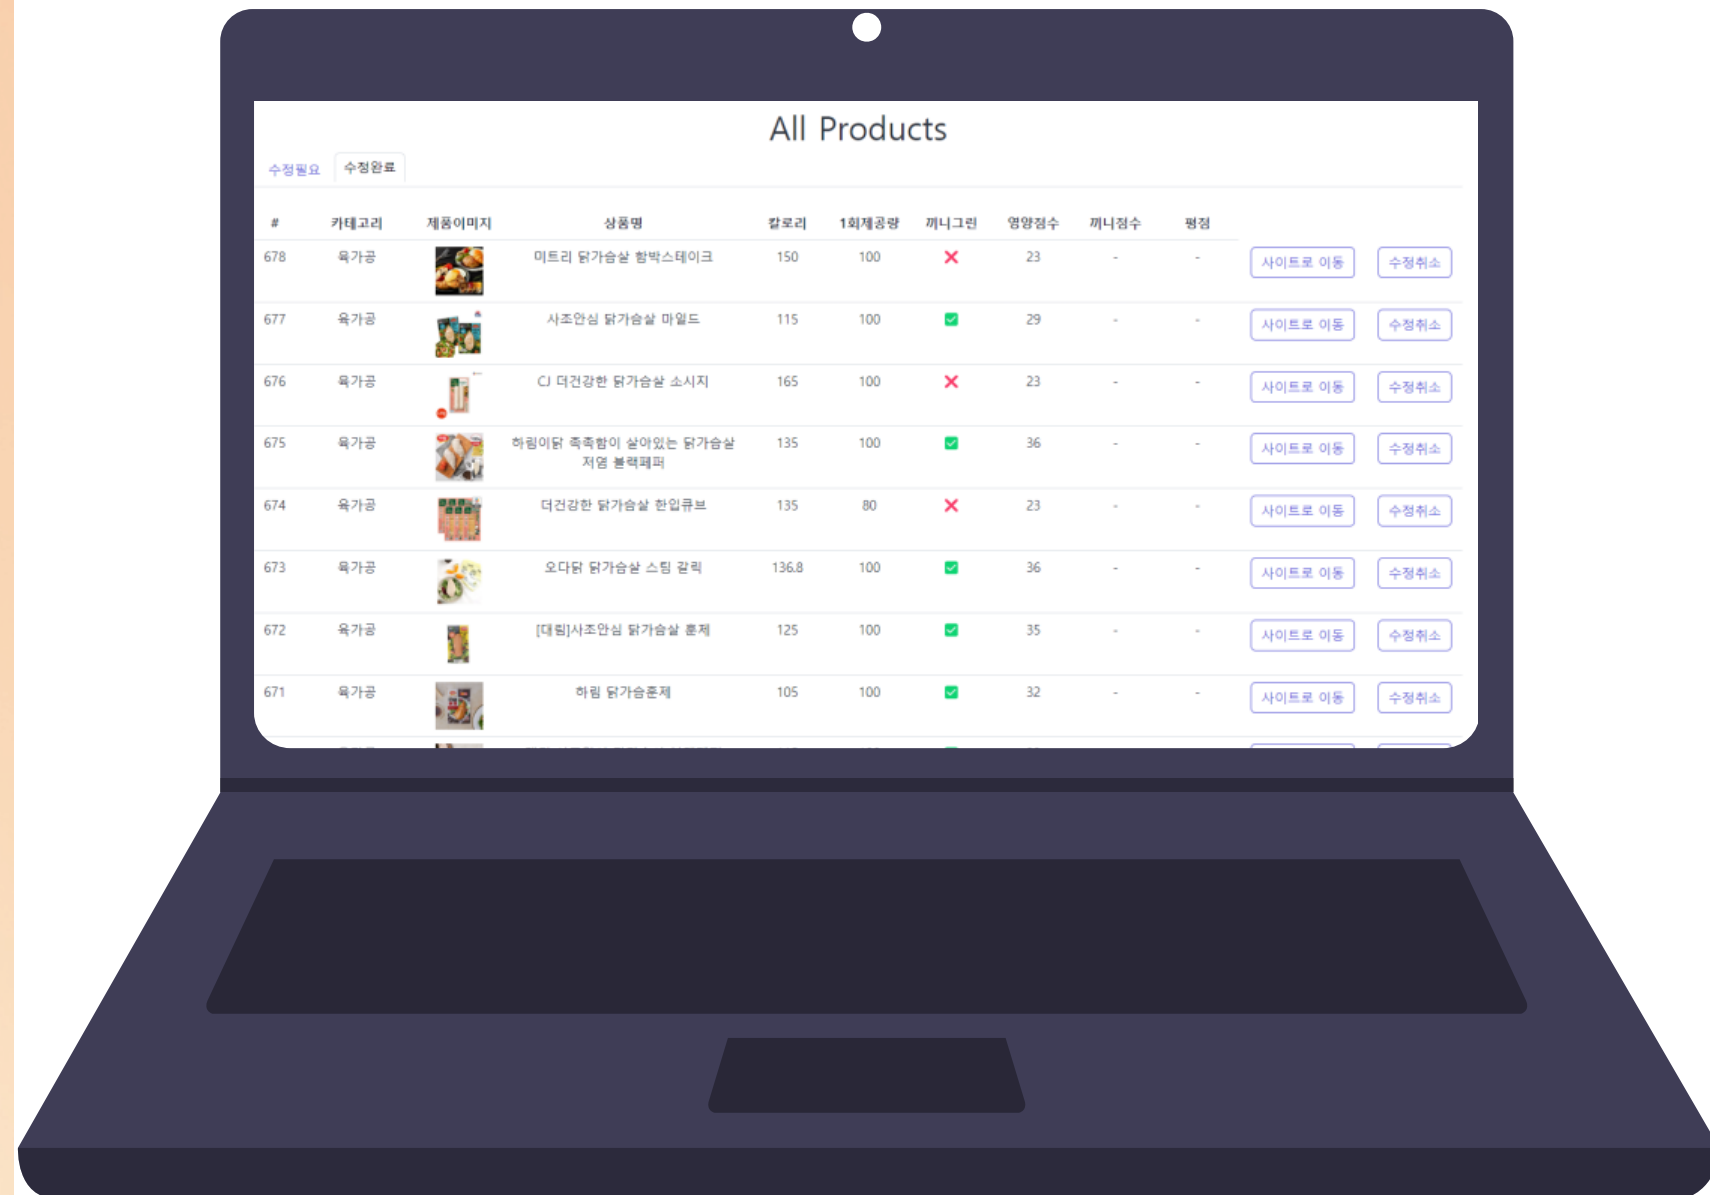 All Products
수정필요 수정완료
# 카테고리 제품이미지 상품명 칼로리 1회제공량 끼니그린 영양점수 끼니점수 평점
678 육가공 미트리 닭가슴살 함박스테이크 150 100 ❌ 23 - - 사이트로 이동 수정취소
677 육가공 사조안심 닭가슴살 마일드 115 100 ✅ 29 - - 사이트로 이동 수정취소
676 육가공 CJ 더건강한 닭가슴살 소시지 165 100 ❌ 23 - - 사이트로 이동 수정취소
675 육가공 하림이닭 촉촉함이 살아있는 닭가슴살 135 100 ✅ 36 - - 사이트로 이동 수정취소
저염 블랙페퍼
674 육가공 더건강한 닭가슴살 한입큐브 135 80 ❌ 23 - - 사이트로 이동 수정취소
673 육가공 오다닭 닭가슴살 스팀 갈릭 136.8 100 ✅ 36 - - 사이트로 이동 수정취소
672 육가공 [대림]사조안심 닭가슴살 훈제 125 100 ✅ 35 - - 사이트로 이동 수정취소
671 육가공 하림 닭가슴훈제 105 100 ✅ 32 - - 사이트로 이동 수정취소